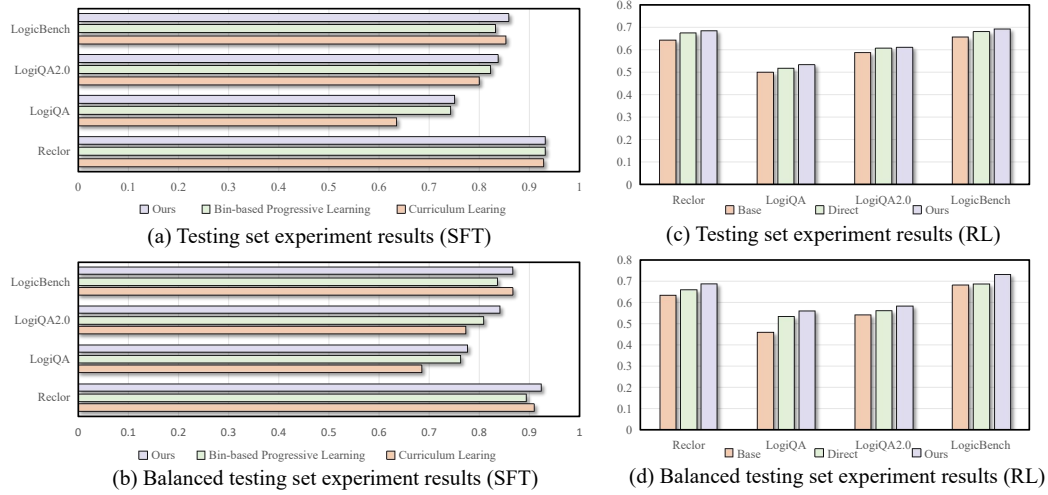 LogicBench
LogiQA2.0
LogiQA
Reclor
0 0.1 0.2 0.3 0.4 0.5 0.6 0.7 0.8 0.9 1
Ours Bin-based Progressive Learning Curriculum Learing
(a) Testing set experiment results (SFT)
0.8
0.7
0.6
0.5
0.4
0.3
0.2
0.1
0
Reclor LogiQA LogiQA2.0 LogicBench
Base Direct Ours
(c) Testing set experiment results (RL)
LogicBench
LogiQA2.0
LogiQA
Reclor
0 0.1 0.2 0.3 0.4 0.5 0.6 0.7 0.8 0.9 1
Ours Bin-based Progressive Learning Curriculum Learing
(b) Balanced testing set experiment results (SFT)
0.8
0.7
0.6
0.5
0.4
0.3
0.2
0.1
0
Reclor LogiQA LogiQA2.0 LogicBench
Base Direct Ours
(d) Balanced testing set experiment results (RL)